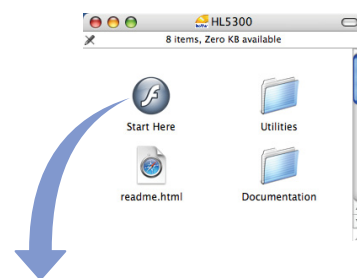 HL5300
8 items, Zero KB available
Start Here
Utilities
readme.html
Documentation